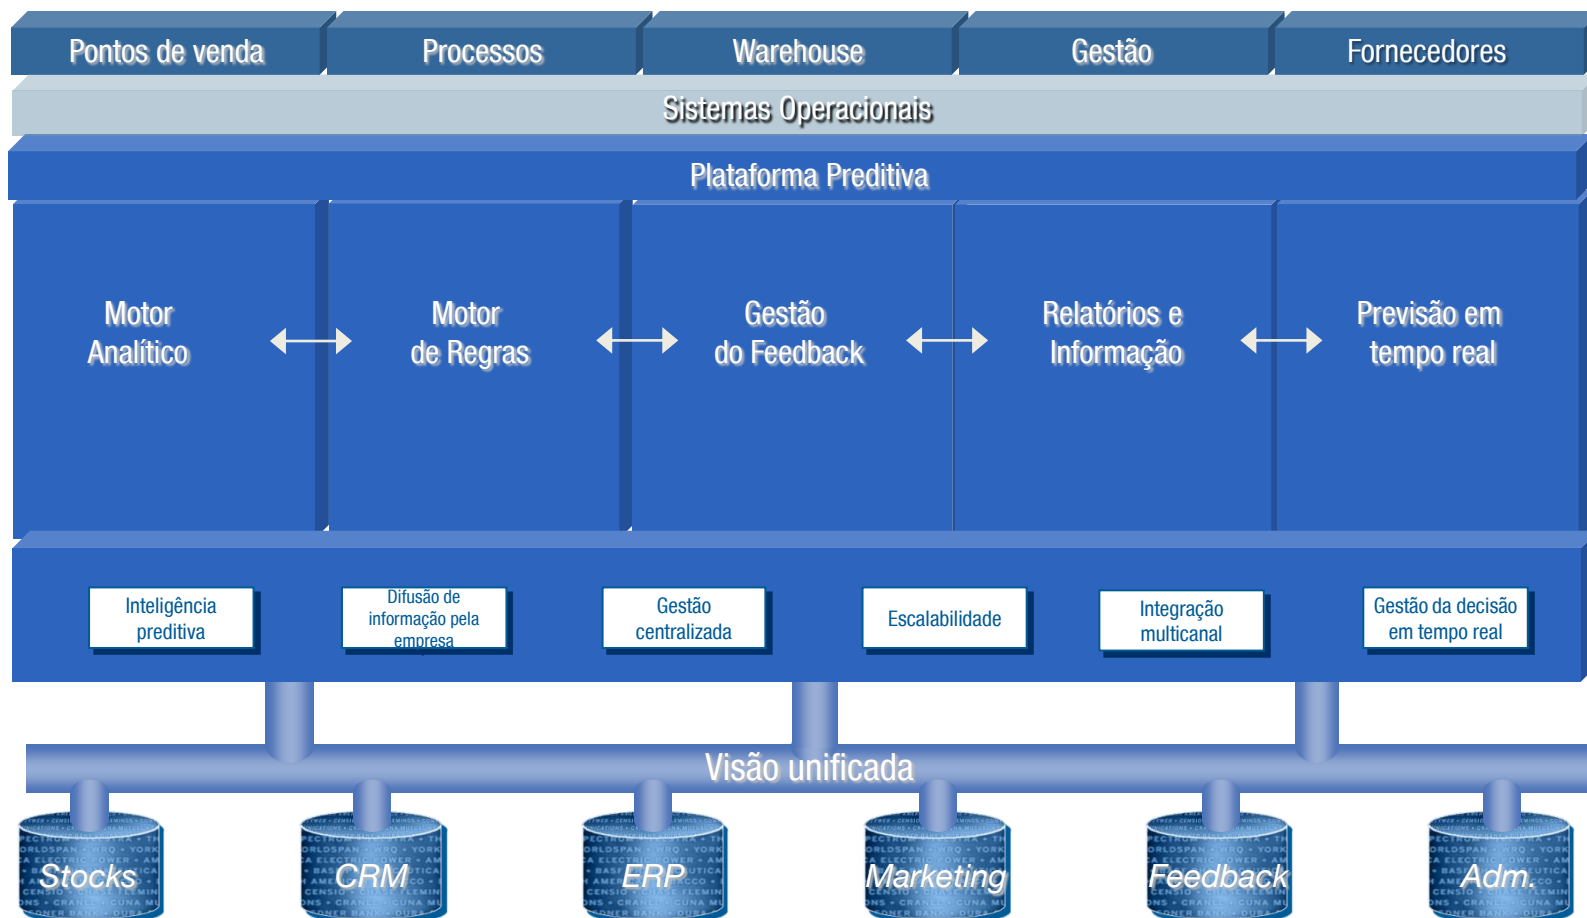 Pontos de venda
Processos
Warehouse
Gestão
Fornecedores
Sistemas Operacionais
Plataforma Preditiva
Motor
Analítico
Motor
de Regras
Gestão
do Feedback
Relatórios e
Informação
Previsão em
tempo real
Inteligência
preditiva
Difusão de
informação pela
empresa
Gestão
centralizada
Escalabilidade
Integração
multicanal
Gestão da decisão
em tempo real
Visão unificada
Stocks
CRM
ERP
Marketing
Feedback
Adm.